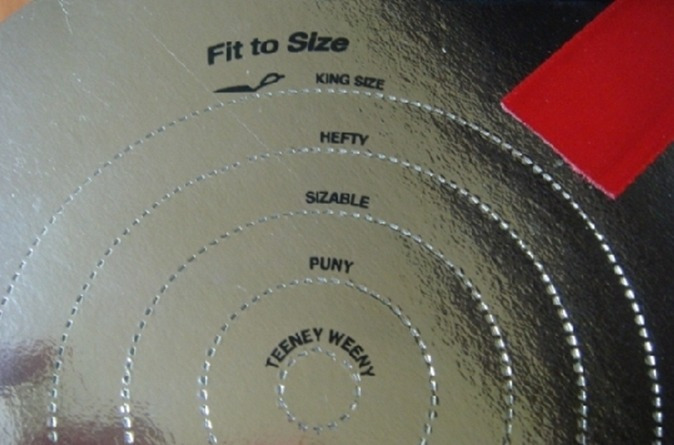 Fit to Size
KING SIZE
HEFTY
SIZABLE
PUNY
TEENEY WEENY